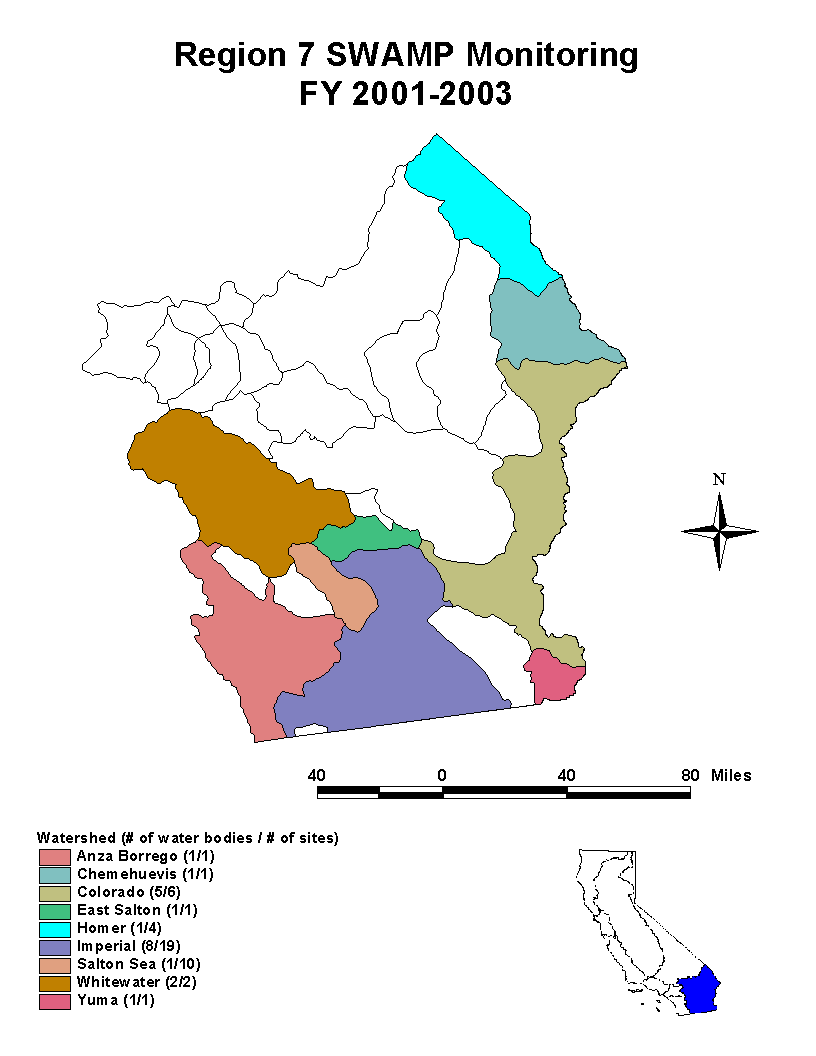 Region 7 SWAMP Monitoring
FY 2001-2003
N
40 0 40 80 Miles
Watershed (# of water bodies / # of sites)
Anza Borrego (1/1)
Chemehuevis (1/1)
Colorado (5/6)
East Salton (1/1)
Homer (1/4)
Imperial (8/19)
Salton Sea (1/10)
Whitewater (2/2)
Yuma (1/1)